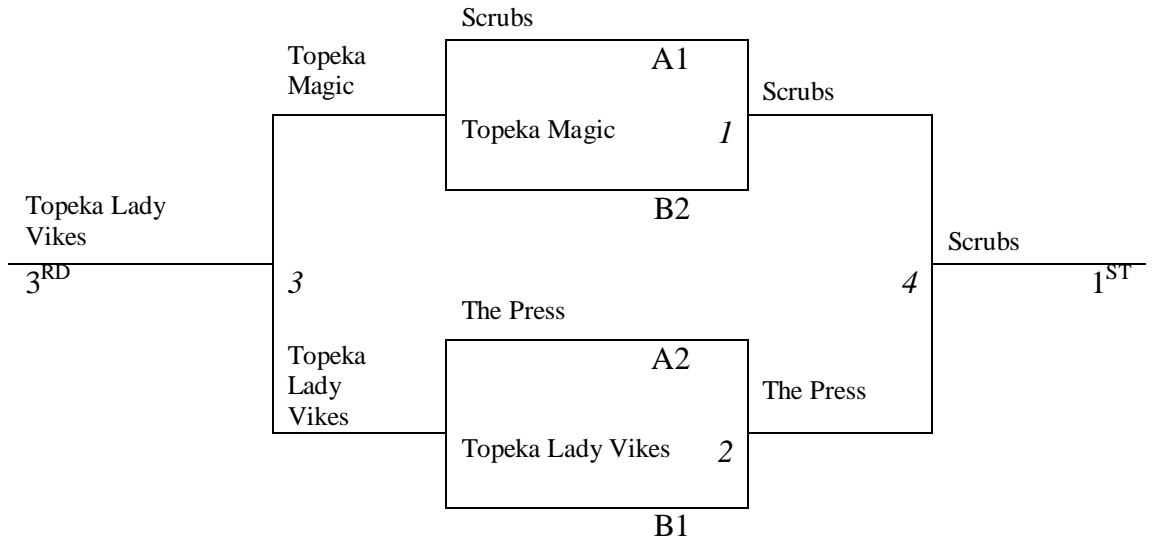 Scrubs
A1
Topeka
Magic
Scrubs
Topeka Magic 1
B2
Topeka Lady
Vikes
Scrubs
3RD
3
4
1ST
The Press
A2
Topeka
Lady
Vikes
The Press
Topeka Lady Vikes 2
B1